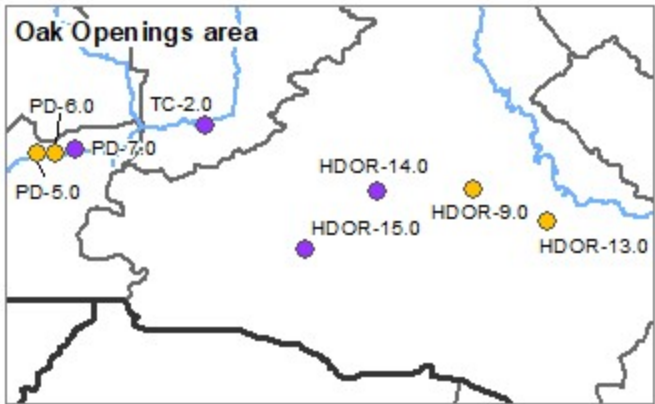 Oak Openings area
PD-6.0
TC-2.0
PD-7.0
PD-5.0
HDOR-14.0
HDOR-9.0
HDOR-15.0
HDOR-13.0